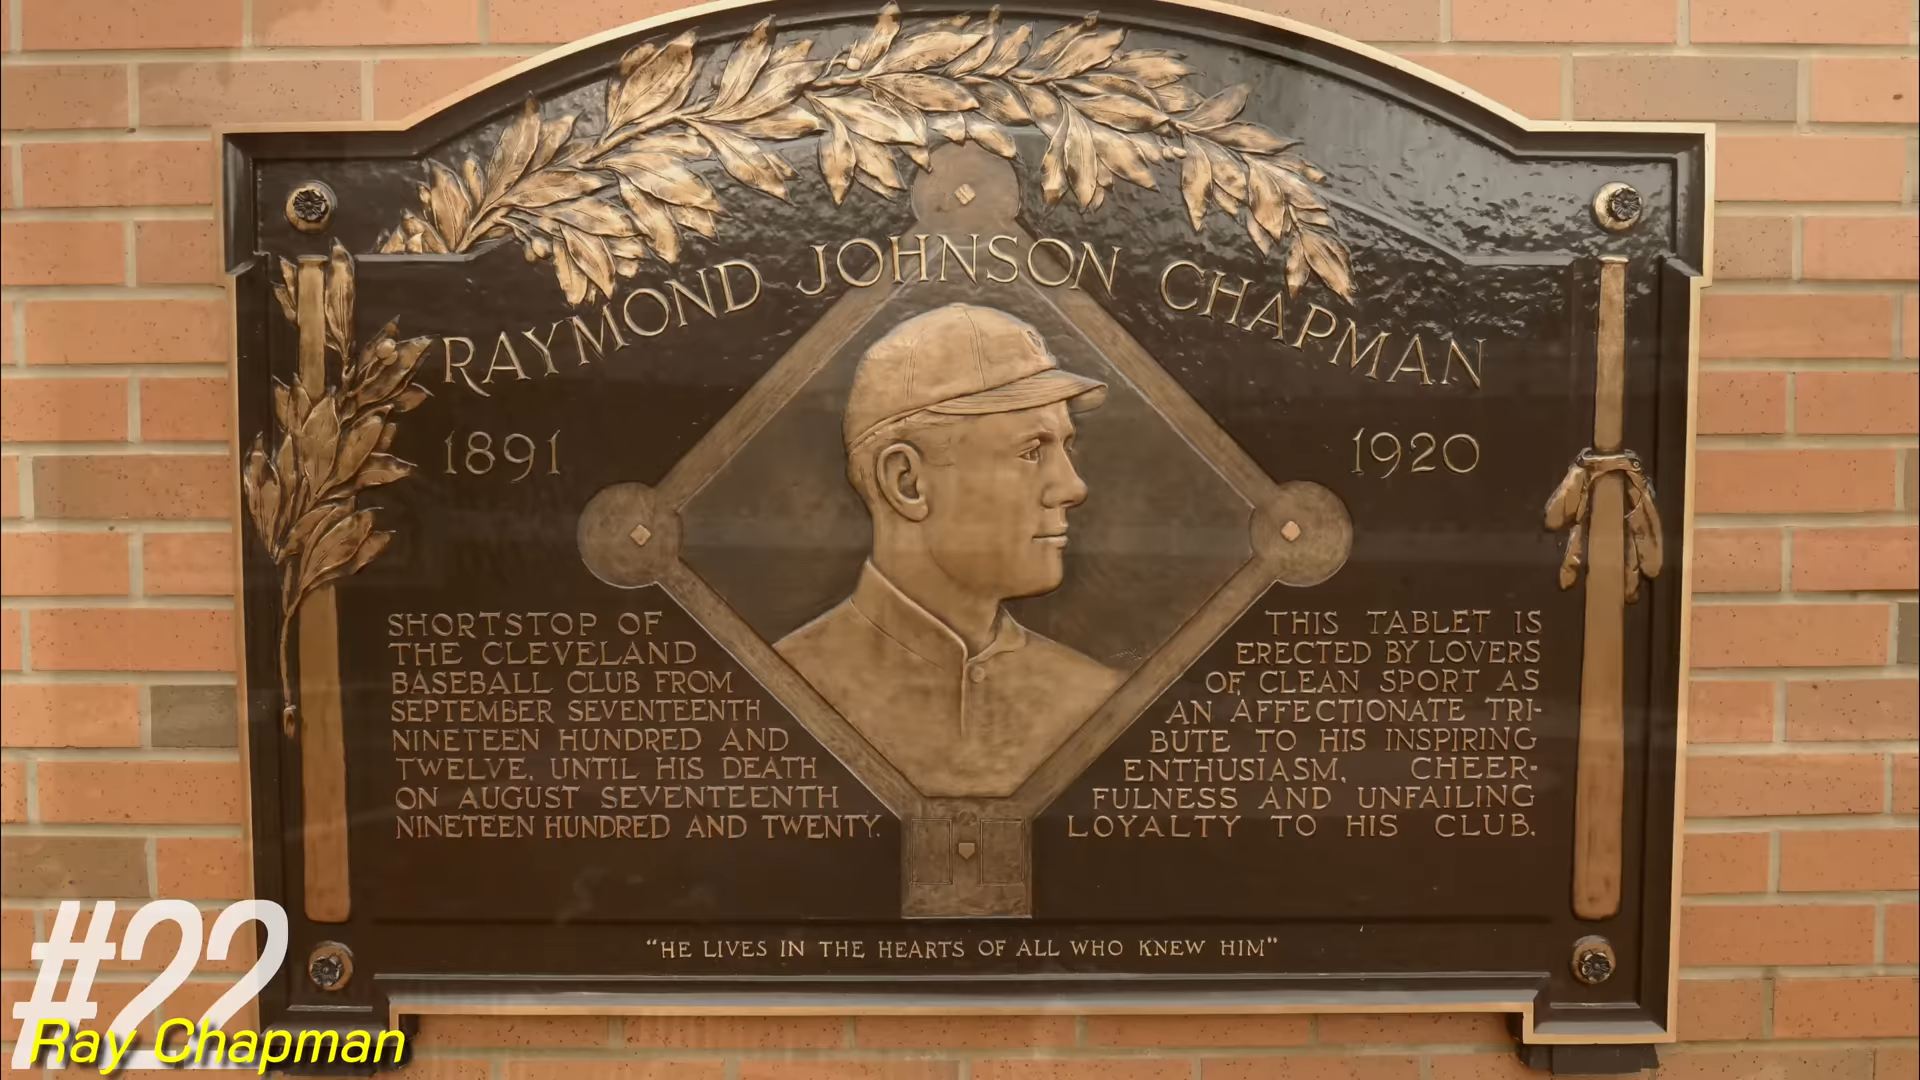 RAYMOND JOHNSON CHAPMAN
1891
1920
SHORTSTOP OF
THE CLEVELAND
BASEBALL CLUB FROM
SEPTEMBER SEVENTEENTH
NINETEEN HUNDRED AND
TWELVE, UNTIL HIS DEATH
ON AUGUST SEVENTEENTH
NINETEEN HUNDRED AND TWENTY.
THIS TABLET IS
ERECTED BY LOVERS
OF CLEAN SPORT AS
AN AFFECTIONATE TRI-
BUTE TO HIS INSPIRING
ENTHUSIASM, CHEER-
FULNESS AND UNFAILING
LOYALTY TO HIS CLUB.
"HE LIVES IN THE HEARTS OF ALL WHO KNEW HIM"
#22
Ray Chapman